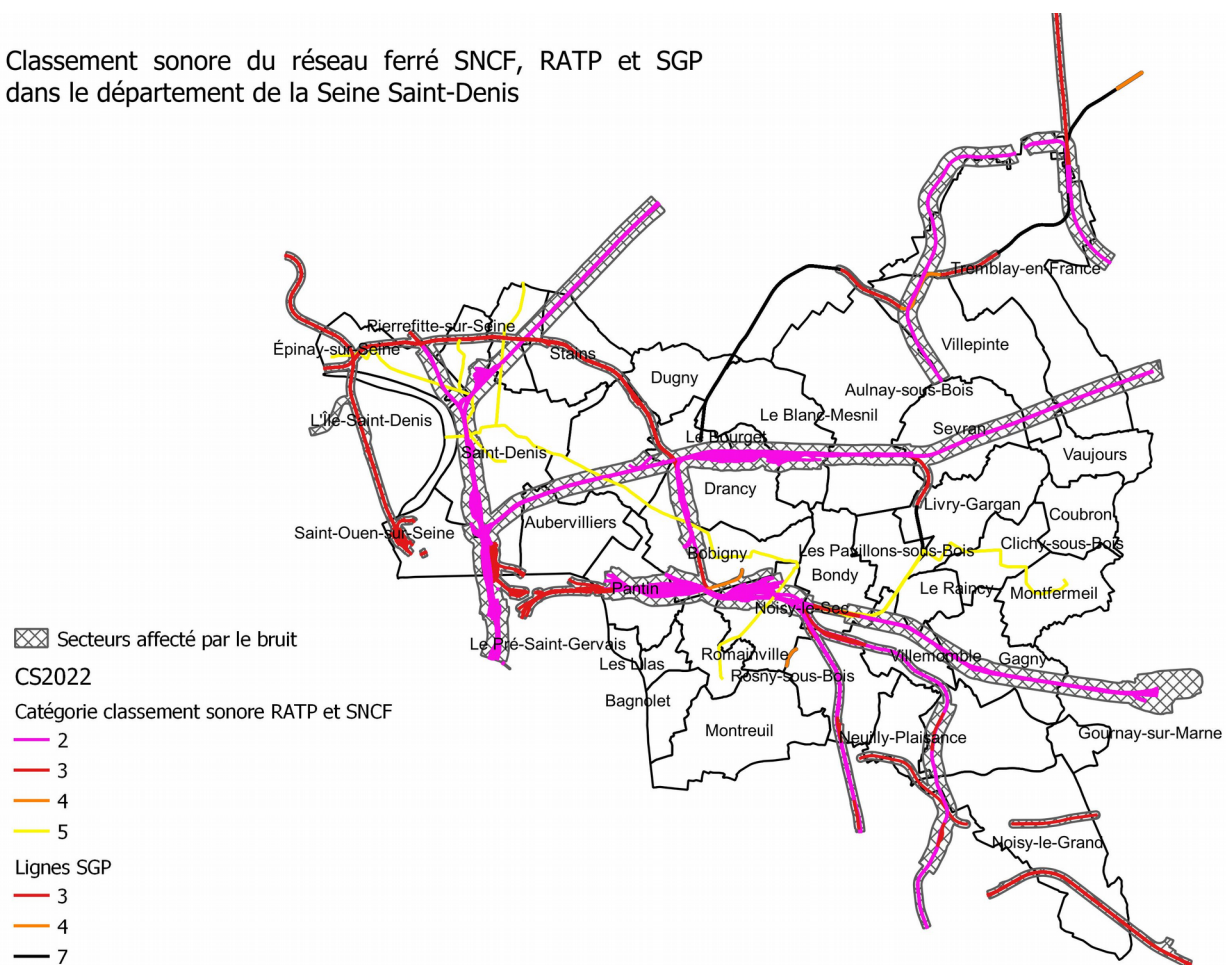 Classement sonore du réseau ferré SNCF, RATP et SGP
dans le département de la Seine Saint-Denis
Tremblay-en-France
Pierrefitte-sur-Seine
Épinay-sur-Seine
Stains
Villepinte
Dugny
Aulnay-sous-Bois
L'Île-Saint-Denis
Le Blanc-Mesnil
Sevran
Le Bourget
Saint-Denis
Vaujours
Drancy
Livry-Gargan
Coubron
Aubervilliers
Saint-Ouen-sur-Seine
Clichy-sous-Bois
Bobigny
Les Pavillons-sous-Bois
Bondy
Pantin
Le Raincy
Montfermeil
Noisy-le-Sec
Le Pré-Saint-Gervais
Romainville
Villemomble
Gagny
Les Lilas
Rosny-sous-Bois
Bagnolet
Montreuil
Neuilly-Plaisance
Gournay-sur-Marne
Noisy-le-Grand
Secteurs affecté par le bruit
CS2022
Catégorie classement sonore RATP et SNCF
2
3
4
5
Lignes SGP
3
4
7